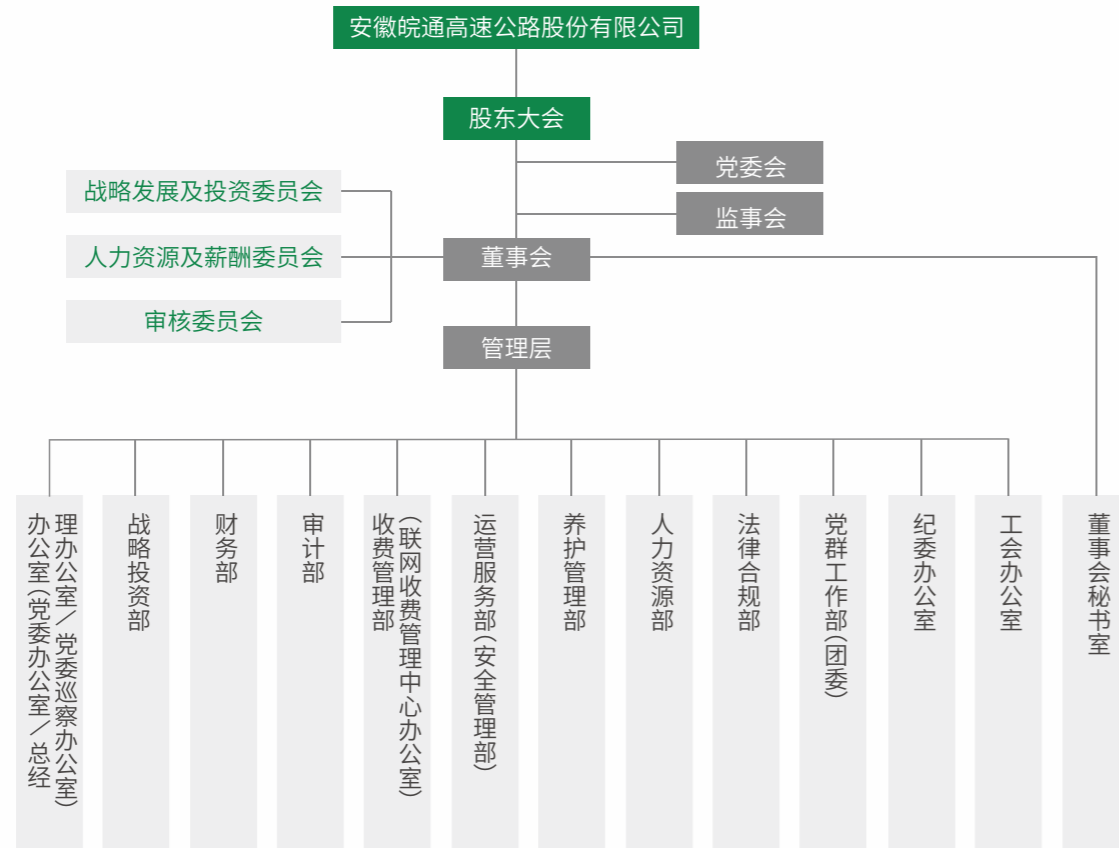 安徽皖通高速公路股份有限公司
股东大会
党委会
监事会
战略发展及投资委员会
人力资源及薪酬委员会
审核委员会
董事会
管理层
办公室(党委办公室/总经
理办公室/党委巡察办公室)
战略投资部
财务部
审计部
收费管理部
(联网收费管理中心办公室)
运营服务部(安全管理部)
养护管理部
人力资源部
法律合规部
党群工作部(团委)
纪委办公室
工会办公室
董事会秘书室